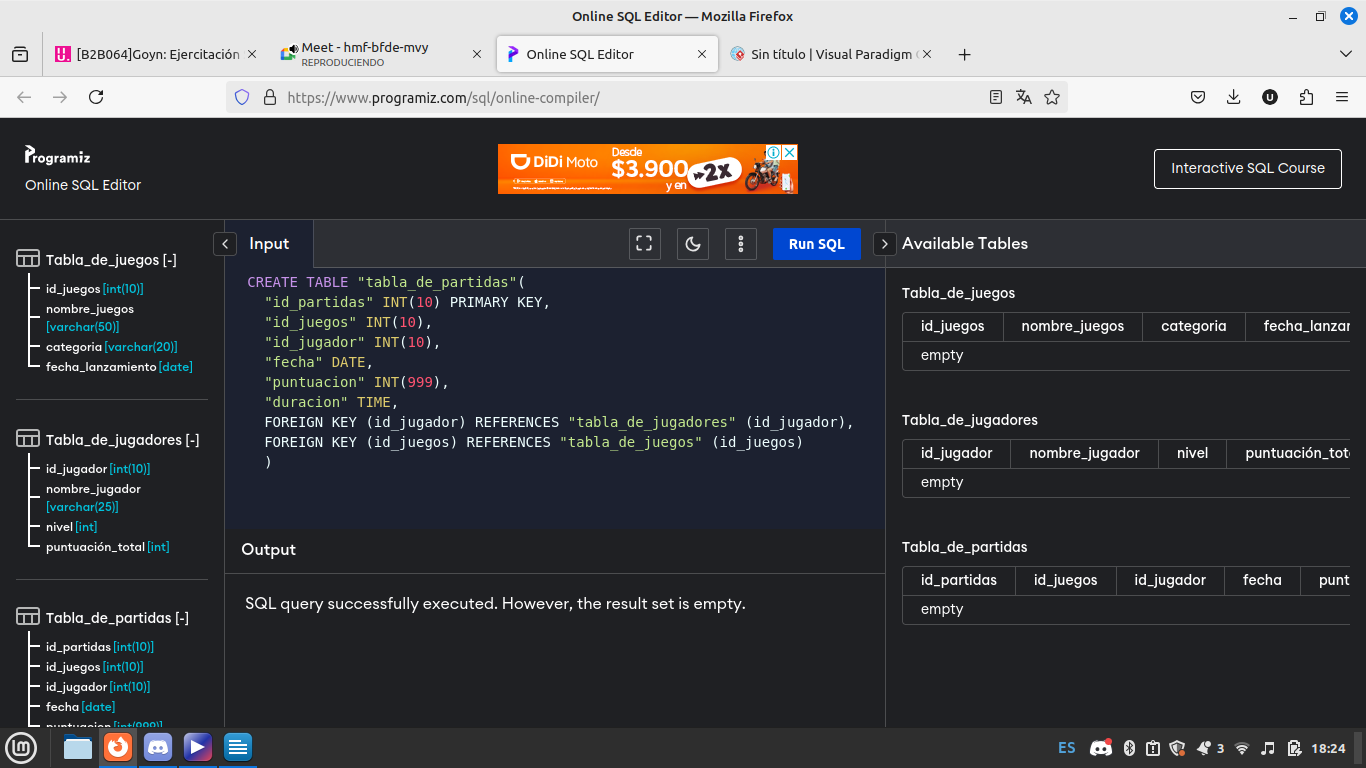 Online SQL Editor — Mozilla Firefox
[B2B064]Goyn: Ejercitación
Meet - hmf-bfde-mvy
REPRODUCIENDO
Online SQL Editor
Sin título | Visual Paradigm
https://www.programiz.com/sql/online-compiler/
Programiz
Online SQL Editor
DiDi Moto
Desde
$3.900
y en
2X
Interactive SQL Course
Input
Run SQL
Available Tables
Tabla_de_juegos [-]
id_juegos [int(10)]
nombre_juegos
[varchar(50)]
categoria [varchar(20)]
fecha_lanzamiento [date]
Tabla_de_jugadores [-]
id_jugador [int(10)]
nombre_jugador
[varchar(25)]
nivel [int]
puntuación_total [int]
Tabla_de_partidas [-]
id_partidas [int(10)]
id_juegos [int(10)]
id_jugador [int(10)]
fecha [date]
puntuacion [int(999)]
CREATE TABLE "tabla_de_partidas"(
"id_partidas" INT(10) PRIMARY KEY,
"id_juegos" INT(10),
"id_jugador" INT(10),
"fecha" DATE,
"puntuacion" INT(999),
"duracion" TIME,
FOREIGN KEY (id_jugador) REFERENCES "tabla_de_jugadores" (id_jugador),
FOREIGN KEY (id_juegos) REFERENCES "tabla_de_juegos" (id_juegos)
)
Output
SQL query successfully executed. However, the result set is empty.
Tabla_de_juegos
id_juegos nombre_juegos categoria fecha_lanzar
empty
Tabla_de_jugadores
id_jugador nombre_jugador nivel puntuación_tot
empty
Tabla_de_partidas
id_partidas id_juegos id_jugador fecha punt
empty
ES
3
18:24